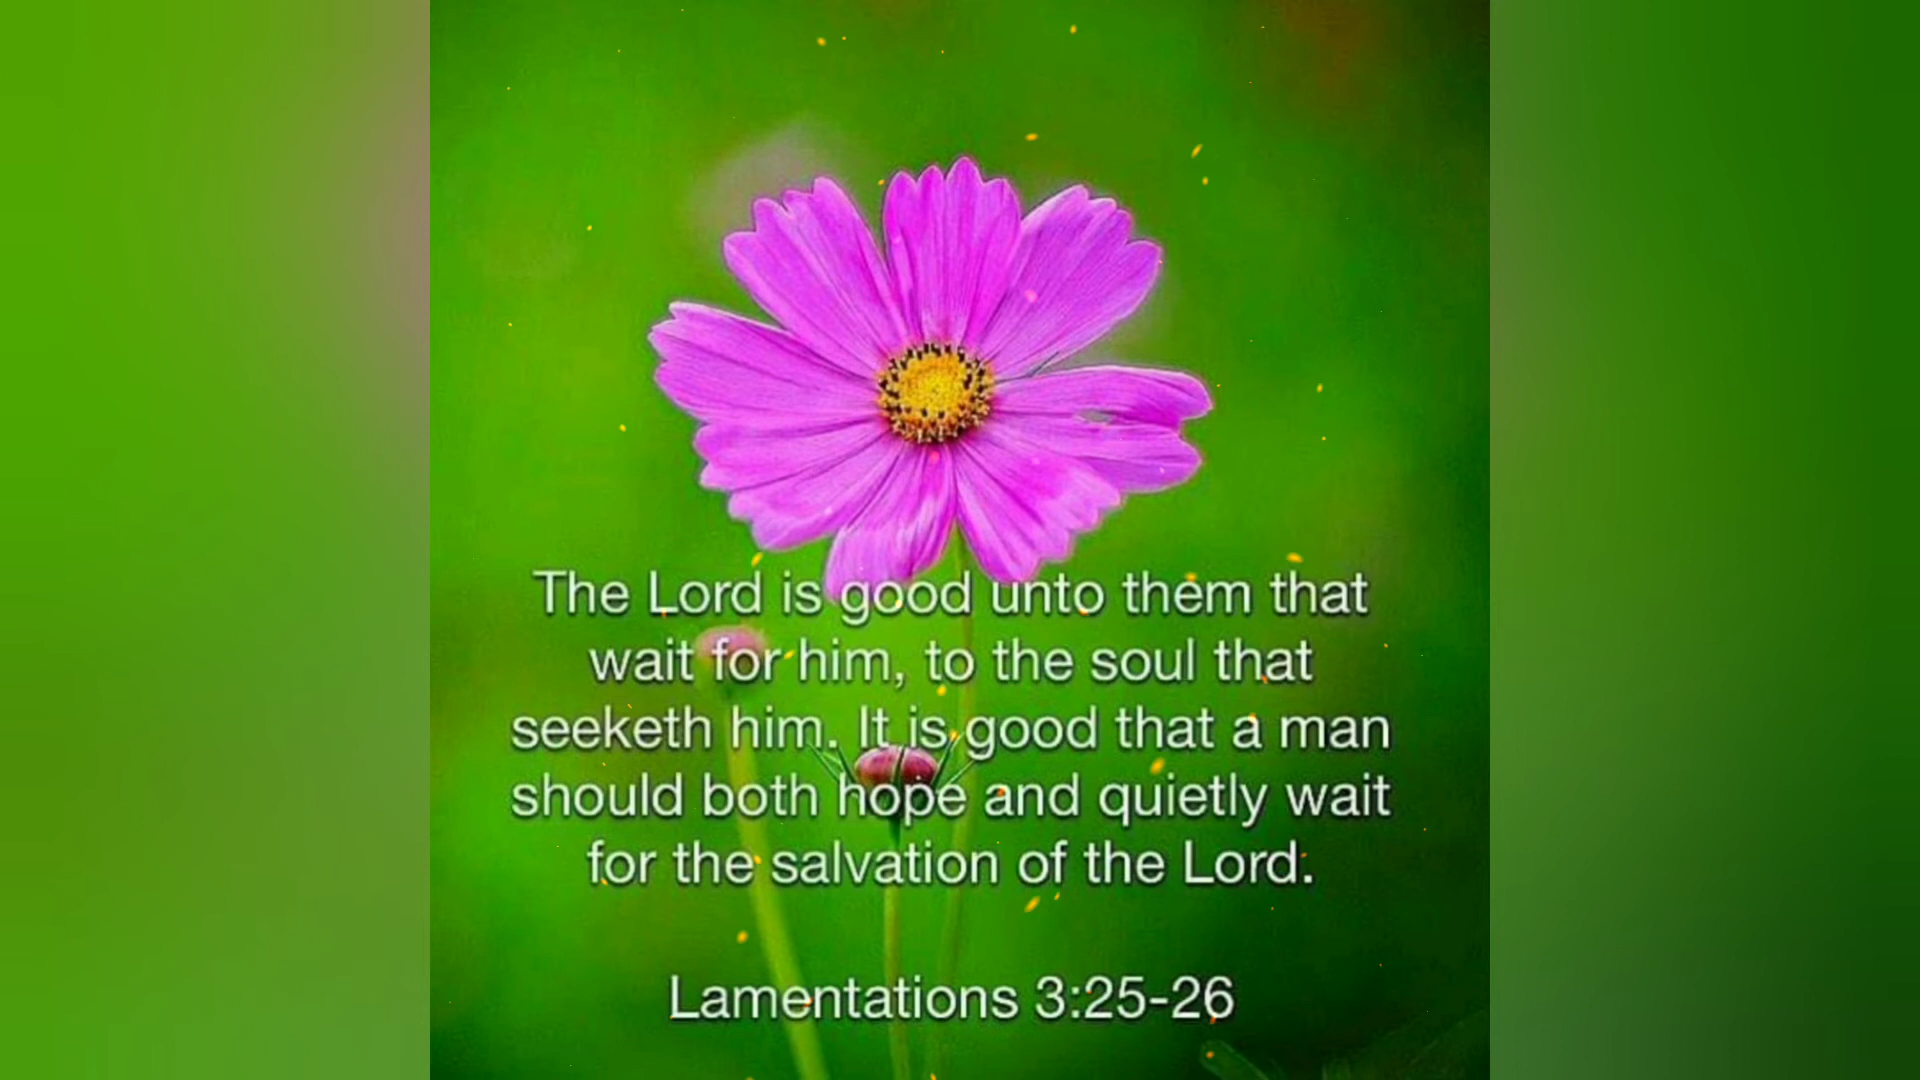 The Lord is good unto them that
wait for him, to the soul that
seeketh him. It is good that a man
should both hope and quietly wait
for the salvation of the Lord.
Lamentations 3:25-26